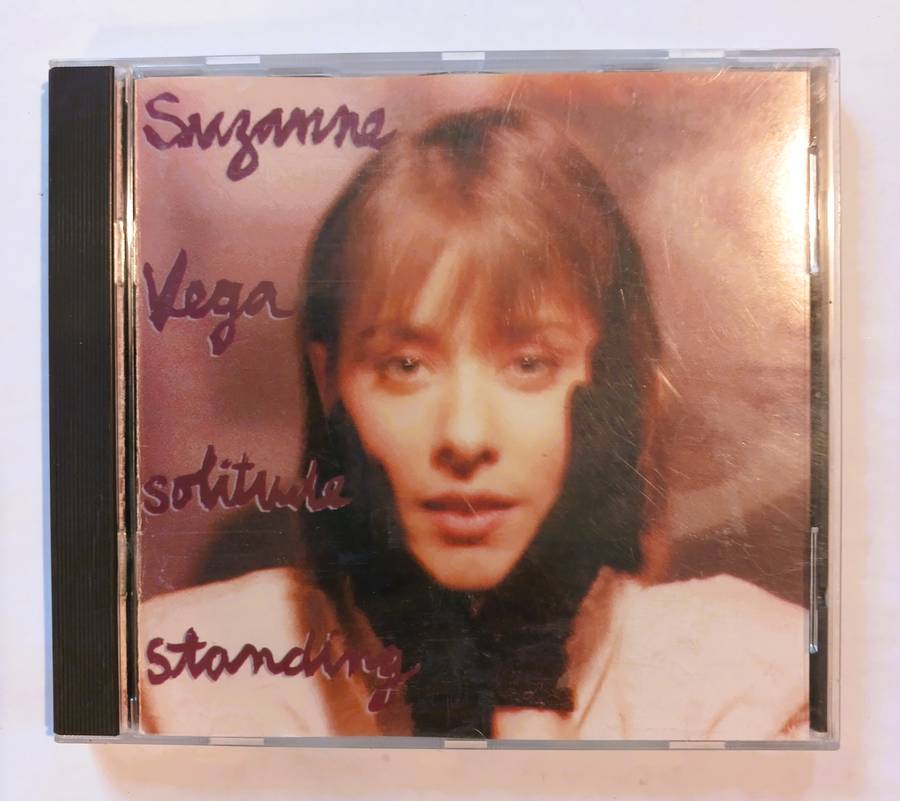 Suzanne
Vega
solitude
standing